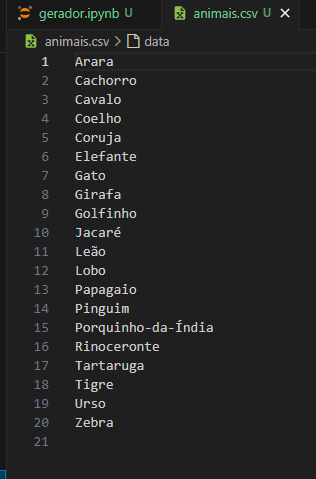 gerador.ipynb U
animais.csv U
animais.csv > data
1 Arara
2 Cachorro
3 Cavalo
4 Coelho
5 Coruja
6 Elefante
7 Gato
8 Girafa
9 Golfinho
10 Jacaré
11 Leão
12 Lobo
13 Papagaio
14 Pinguim
15 Porquinho-da-Índia
16 Rinoceronte
17 Tartaruga
18 Tigre
19 Urso
20 Zebra
21